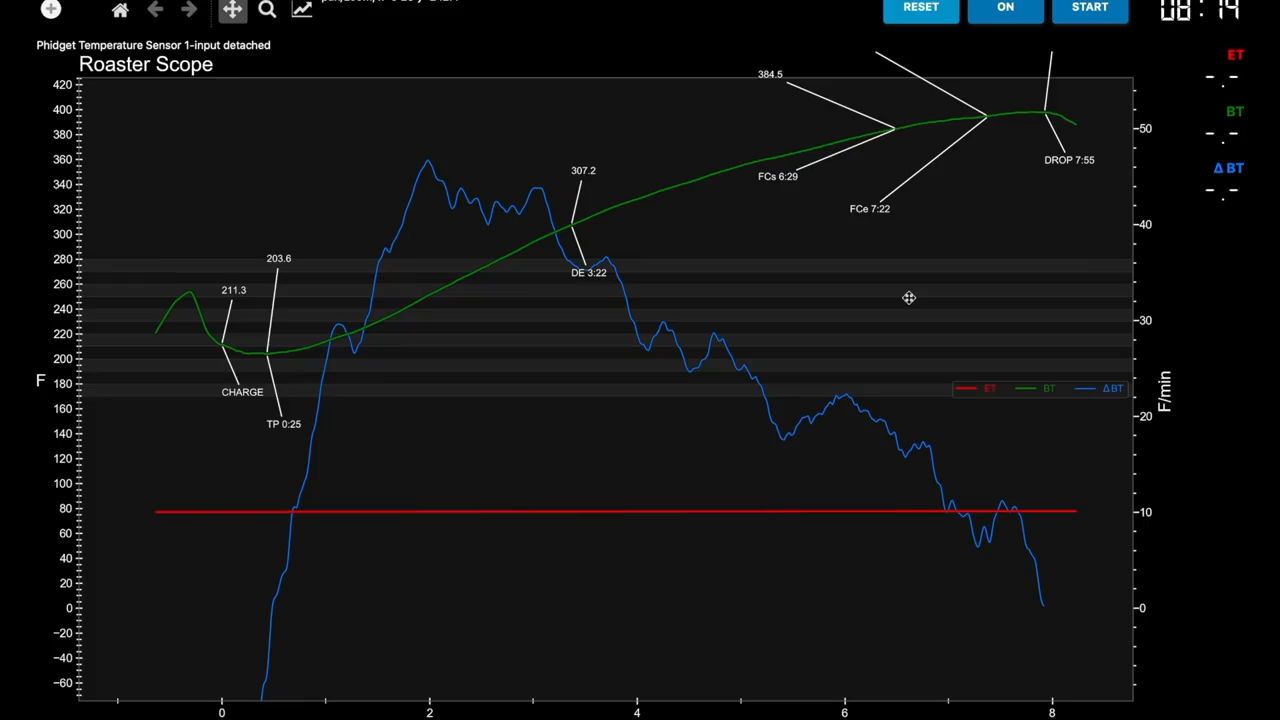 RESET ON START 08:14
Phidget Temperature Sensor 1-input detached
Roaster Scope
ET
-.-
BT
-.-
Δ BT
-.-
420
400
380
360
340
320
300
280
260
240
220
200
180
160
140
120
100
80
60
40
20
0
-20
-40
-60
F
384.5
FCs 6:29
FCe 7:22
DROP 7:55
307.2
DE 3:22
203.6
211.3
CHARGE
TP 0:25
ET BT Δ BT
50
40
30
20
10
0
F/min
0 2 4 6 8